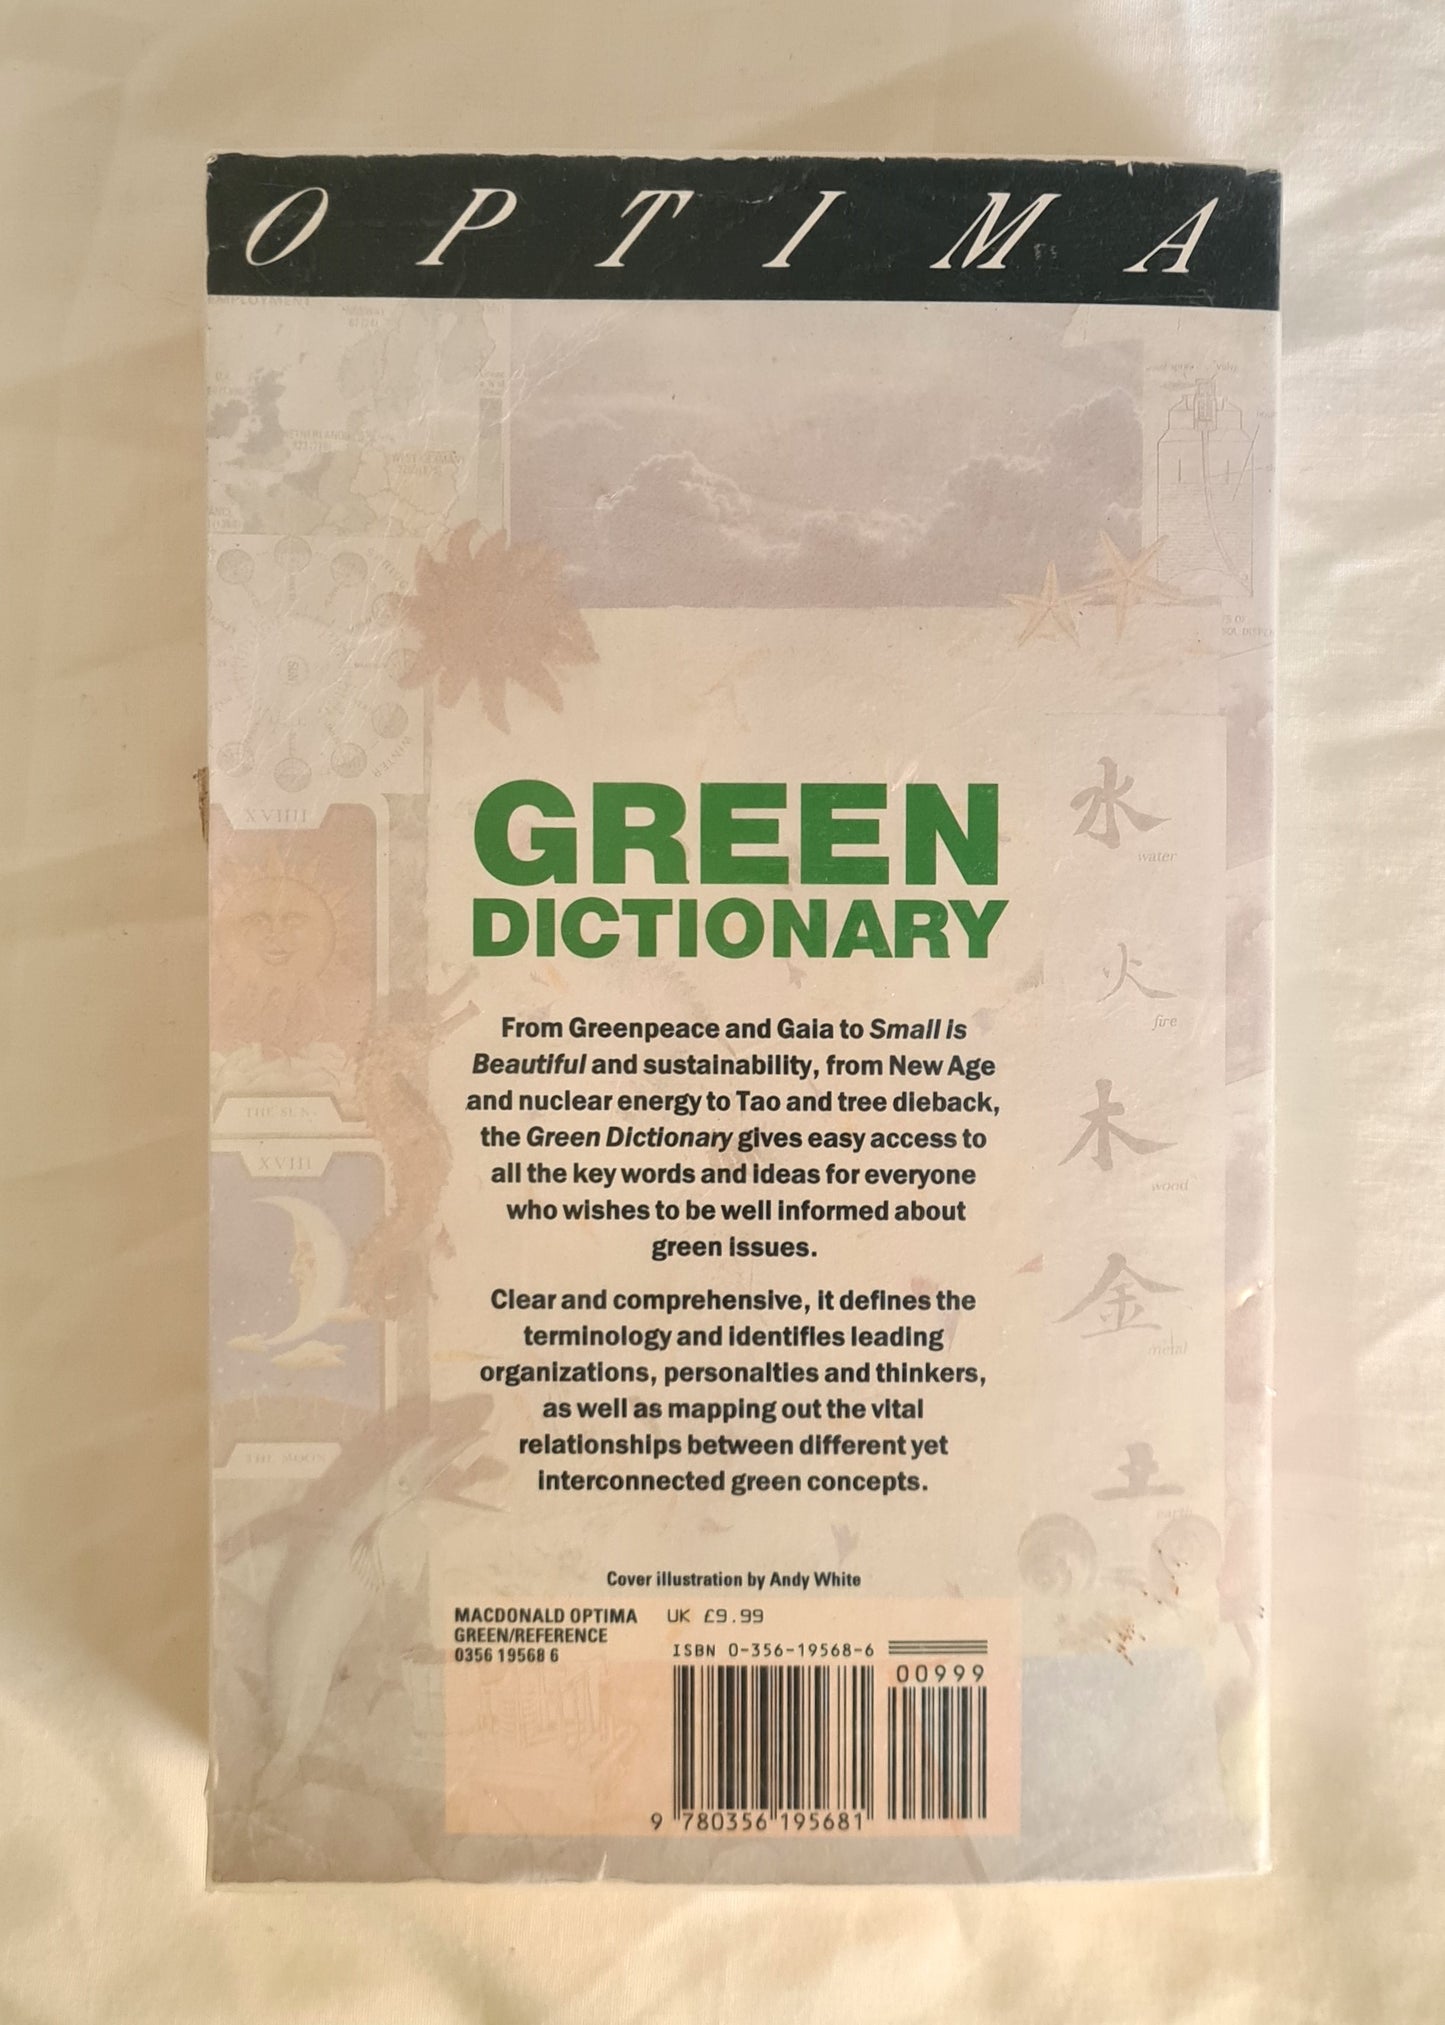 OPTIMA
EMPLOYMENT
XVIIII
THE SUN
XVIII
THE MOON
水
water
火
fire
木
wood
金
metal
土
earth
GREEN
DICTIONARY
From Greenpeace and Gaia to Small is
Beautiful and sustainability, from New Age
and nuclear energy to Tao and tree dieback,
the Green Dictionary gives easy access to
all the key words and ideas for everyone
who wishes to be well informed about
green issues.
Clear and comprehensive, it defines the
terminology and identifies leading
organizations, personalties and thinkers,
as well as mapping out the vital
relationships between different yet
interconnected green concepts.
Cover illustration by Andy White
MACDONALD OPTIMA UK £9.99
GREEN/REFERENCE
0356 19568 6
ISBN 0-356-19568-6
00999
9 780356 195681